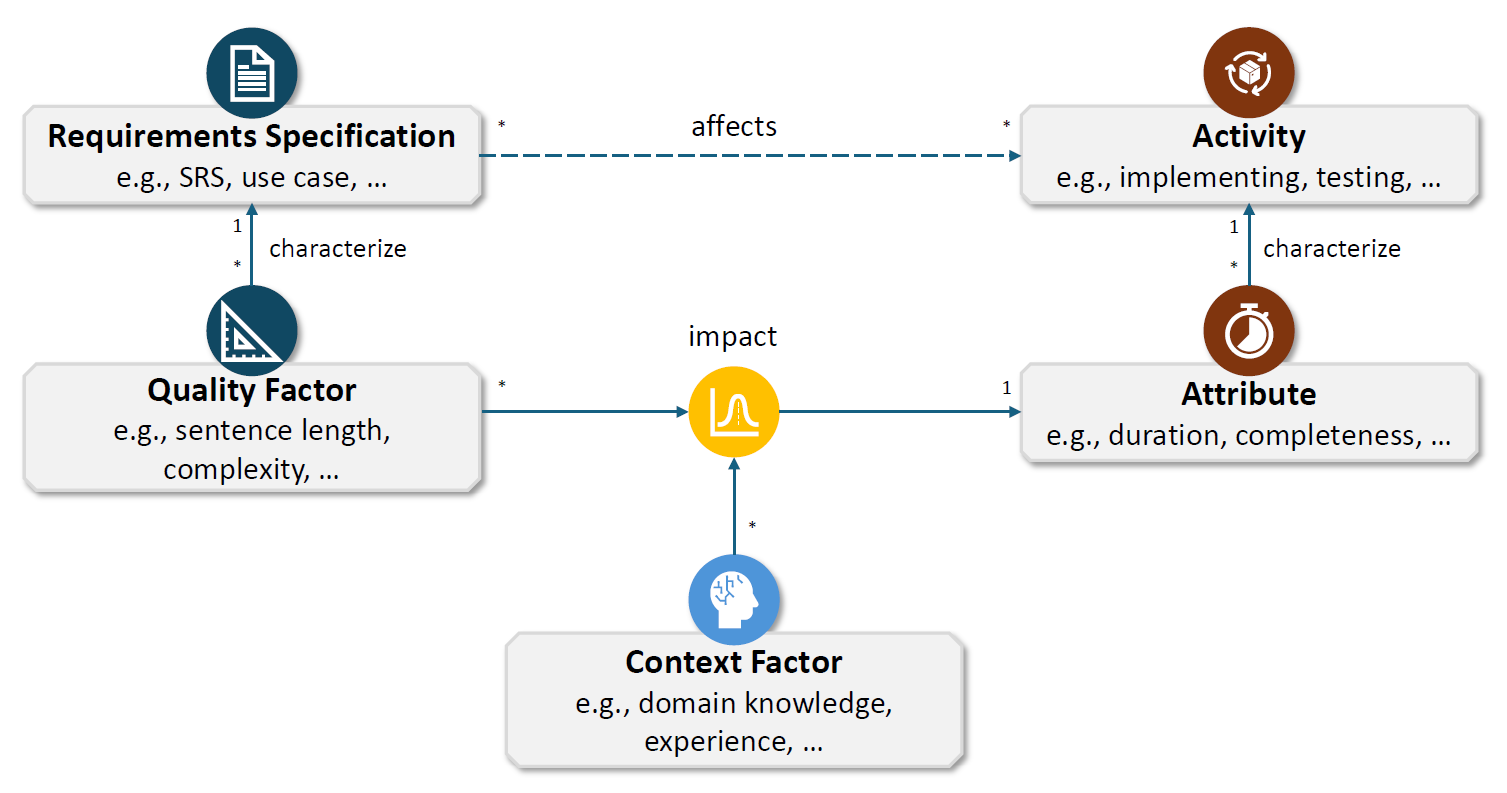 Requirements Specification
e.g., SRS, use case, ...
* affects *
Activity
e.g., implementing, testing, ...
1
characterize
*
1
characterize
*
Quality Factor
e.g., sentence length,
complexity, ...
*
impact
1
Attribute
e.g., duration, completeness, ...
*
Context Factor
e.g., domain knowledge,
experience, ...